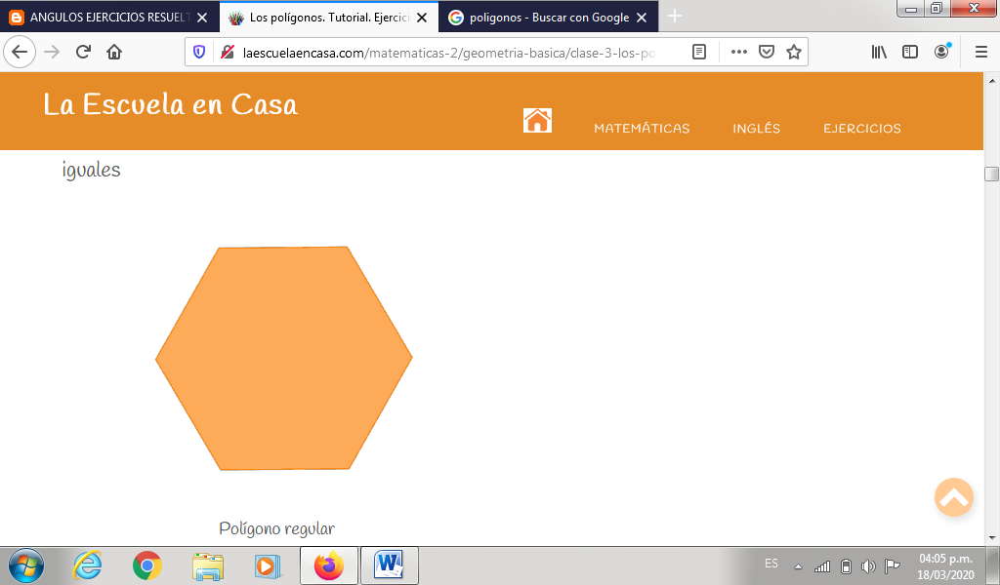 ANGULOS EJERCICIOS RESUELT
Los polígonos. Tutorial. Ejercici
poligonos - Buscar con Google
laescuelaencasa.com/matematicas-2/geometria-basica/clase-3-los-po
La Escuela en Casa
MATEMÁTICAS
INGLÉS
EJERCICIOS
iguales
Polígono regular
ES
04:05 p.m.
18/03/2020